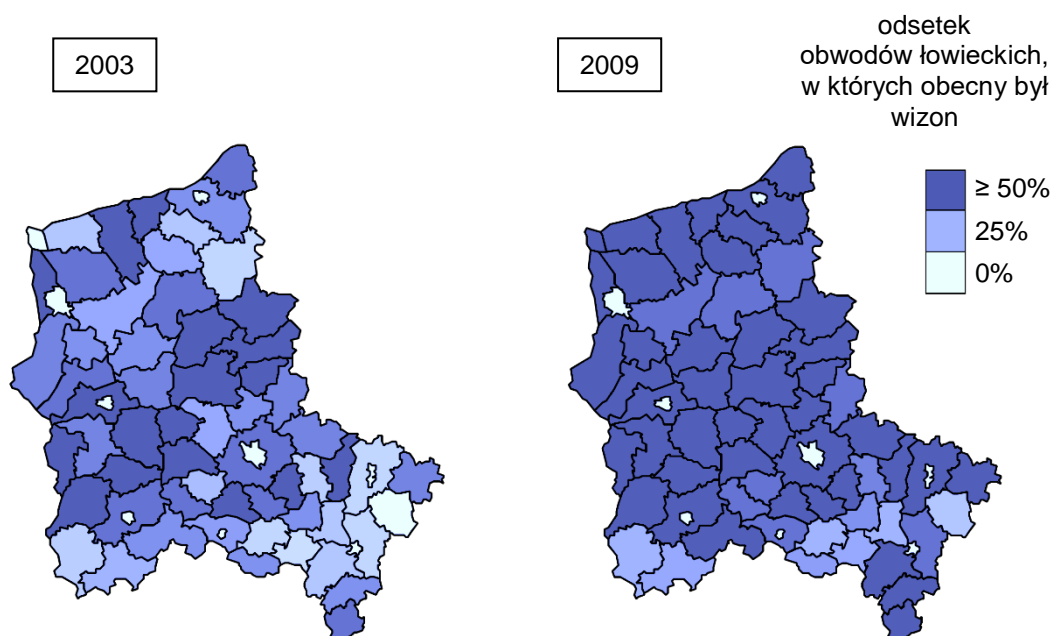 2003
2009
odsetek
obwodów łowieckich,
w których obecny był
wizon
≥ 50%
25%
0%